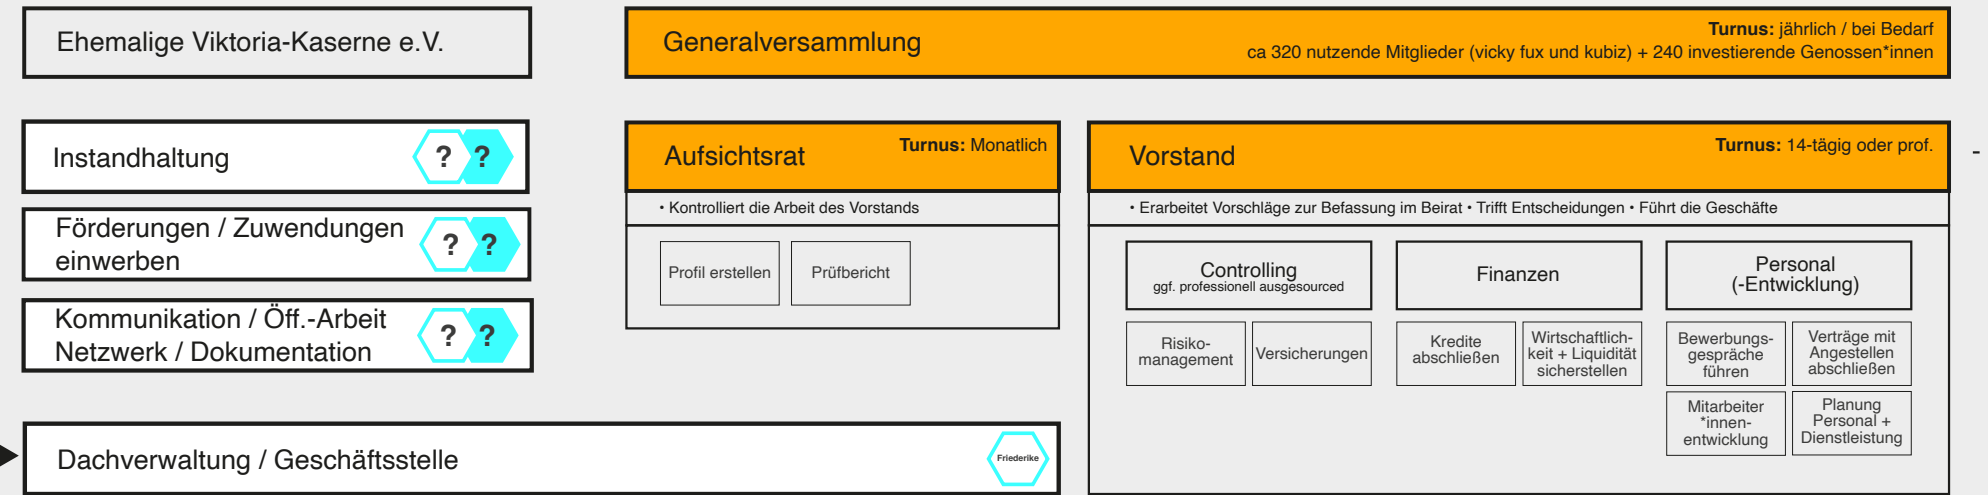 Ehemalige Viktoria-Kaserne e.V.
Generalversammlung
Turnus: jährlich / bei Bedarf
ca 320 nutzende Mitglieder (vicky fux und kubiz) + 240 investierende Genossen*innen
Instandhaltung
? ?
Förderungen / Zuwendungen
einwerben
? ?
Kommunikation / Öff.-Arbeit
Netzwerk / Dokumentation
? ?
Aufsichtsrat
Turnus: Monatlich
• Kontrolliert die Arbeit des Vorstands
Profil erstellen
Prüfbericht
Vorstand
Turnus: 14-tägig oder prof.
-
• Erarbeitet Vorschläge zur Befassung im Beirat • Trifft Entscheidungen • Führt die Geschäfte
Controlling
ggf. professionell ausgesourced
Risiko-
management
Versicherungen
Finanzen
Kredite
abschließen
Wirtschaftlich-
keit + Liquidität
sicherstellen
Personal
(-Entwicklung)
Bewerbungs-
gespräche
führen
Verträge mit
Angestellen
abschließen
Mitarbeiter
*innen-
entwicklung
Planung
Personal +
Dienstleistung
Dachverwaltung / Geschäftsstelle
Friederike